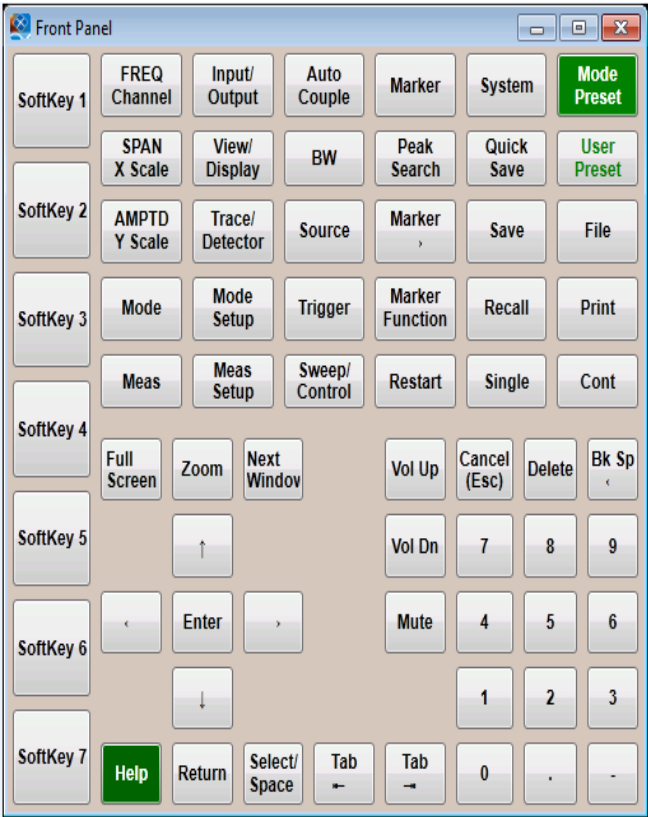 Front Panel
SoftKey 1
FREQ
Channel
Input/
Output
Auto
Couple
Marker
System
Mode
Preset
SPAN
X Scale
View/
Display
BW
Peak
Search
Quick
Save
User
Preset
SoftKey 2
AMPTD
Y Scale
Trace/
Detector
Source
Marker
›
Save
File
SoftKey 3
Mode
Mode
Setup
Trigger
Marker
Function
Recall
Print
Meas
Meas
Setup
Sweep/
Control
Restart
Single
Cont
SoftKey 4
Full
Screen
Zoom
Next
Windov
Vol Up
Cancel
(Esc)
Delete
Bk Sp
‹
SoftKey 5
↑
Vol Dn
7
8
9
SoftKey 6
‹
Enter
›
Mute
4
5
6
↓
1
2
3
SoftKey 7
Help
Return
Select/
Space
Tab
⇤
Tab
⇥
0
.
-